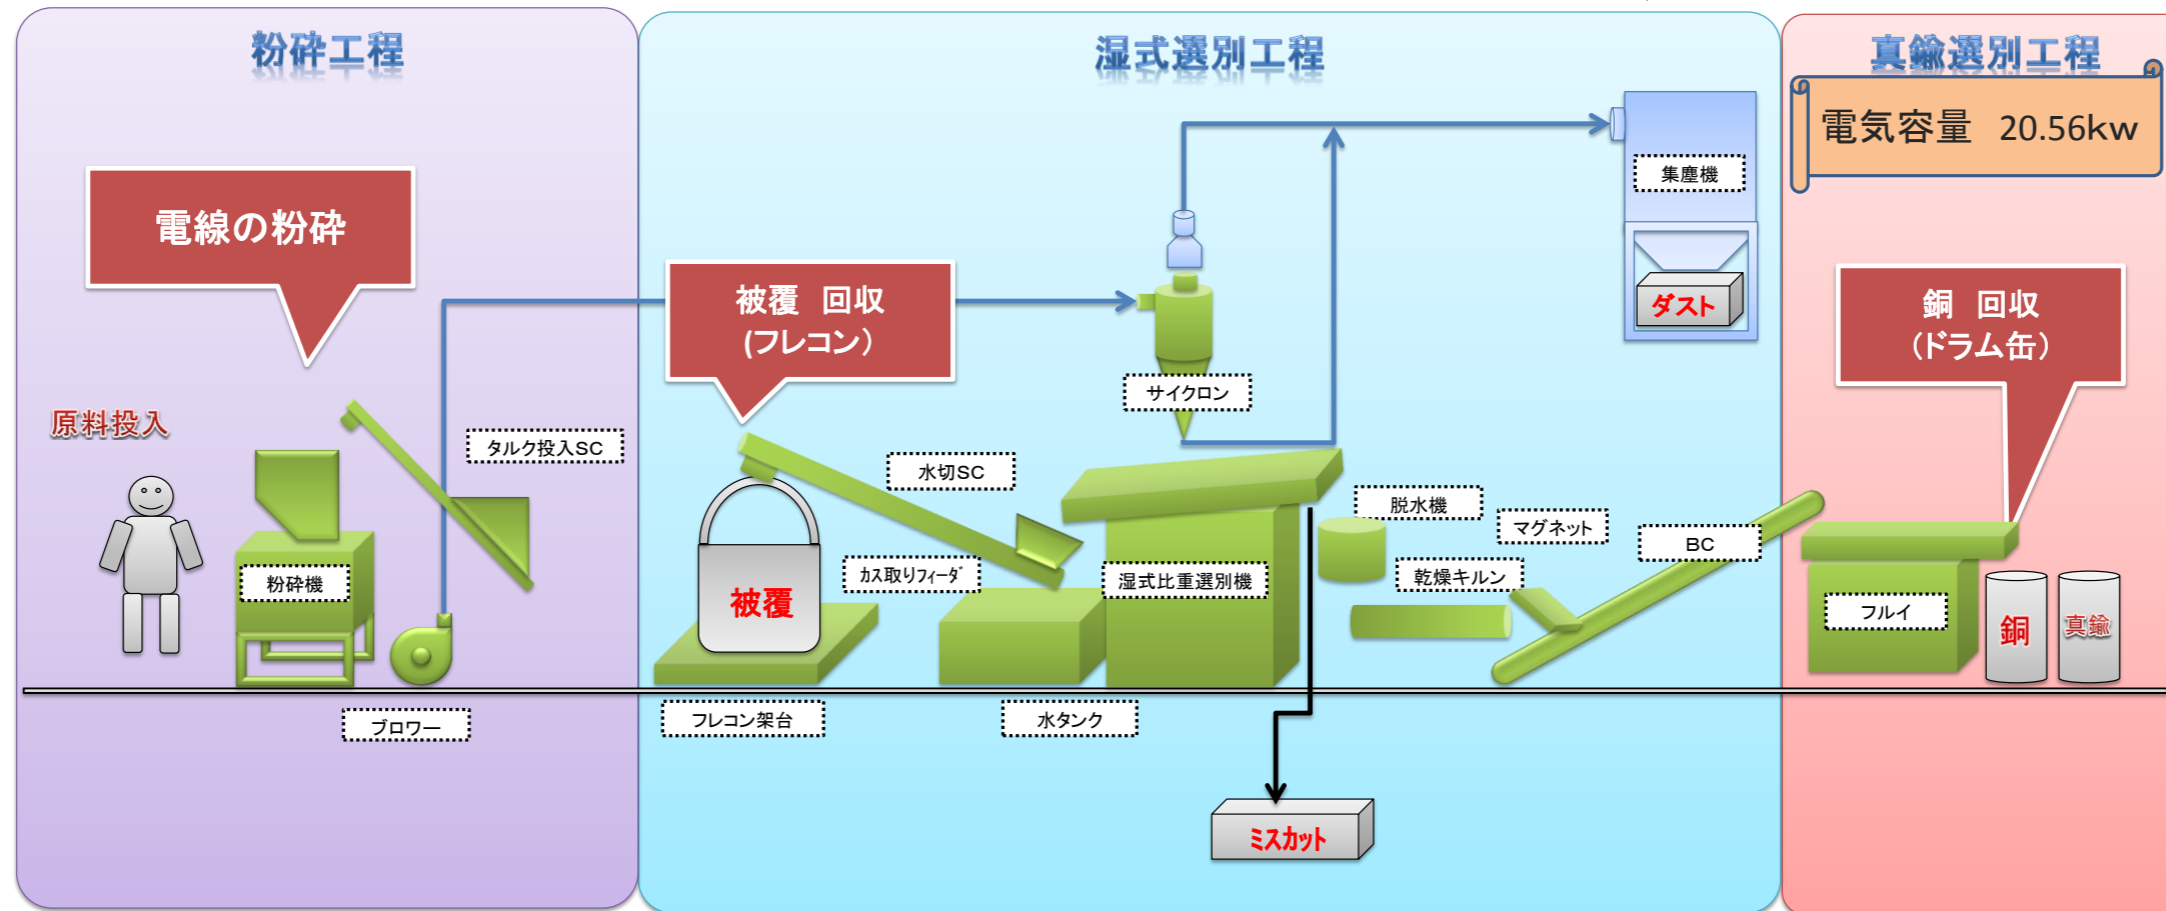 粉砕工程
湿式選別工程
真鍮選別工程
電気容量　20.56kw
電線の粉砕
集塵機
被覆　回収
(フレコン）
ダスト
銅　回収
（ドラム缶）
サイクロン
原料投入
タルク投入SC
水切SC
脱水機
マグネット
BC
粉砕機
被覆
カス取りフィーダ
湿式比重選別機
乾燥キルン
フルイ
銅
真鍮
ブロワー
フレコン架台
水タンク
ミスカット